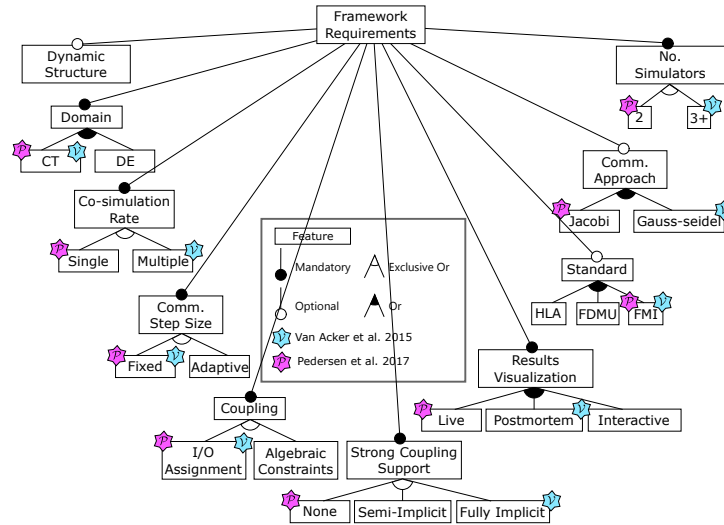 Framework
Requirements
Dynamic
Structure
No.
Simulators
Domain
2
3+
CT
DE
Comm.
Approach
Co-simulation
Rate
Jacobi
Gauss-seidel
Feature
Single
Multiple
Mandatory
Exclusive Or
Standard
Comm.
Step Size
Optional
Or
HLA
FDMU
FMI
Van Acker et al. 2015
Fixed
Adaptive
Pedersen et al. 2017
Results
Visualization
Coupling
Live
Postmortem
Interactive
I/O
Assignment
Algebraic
Constraints
Strong Coupling
Support
None
Semi-Implicit
Fully Implicit
P
V
P
V
P
V
P
V
P
V
P
V
V
P
P
V
P
V
P
V
P
V